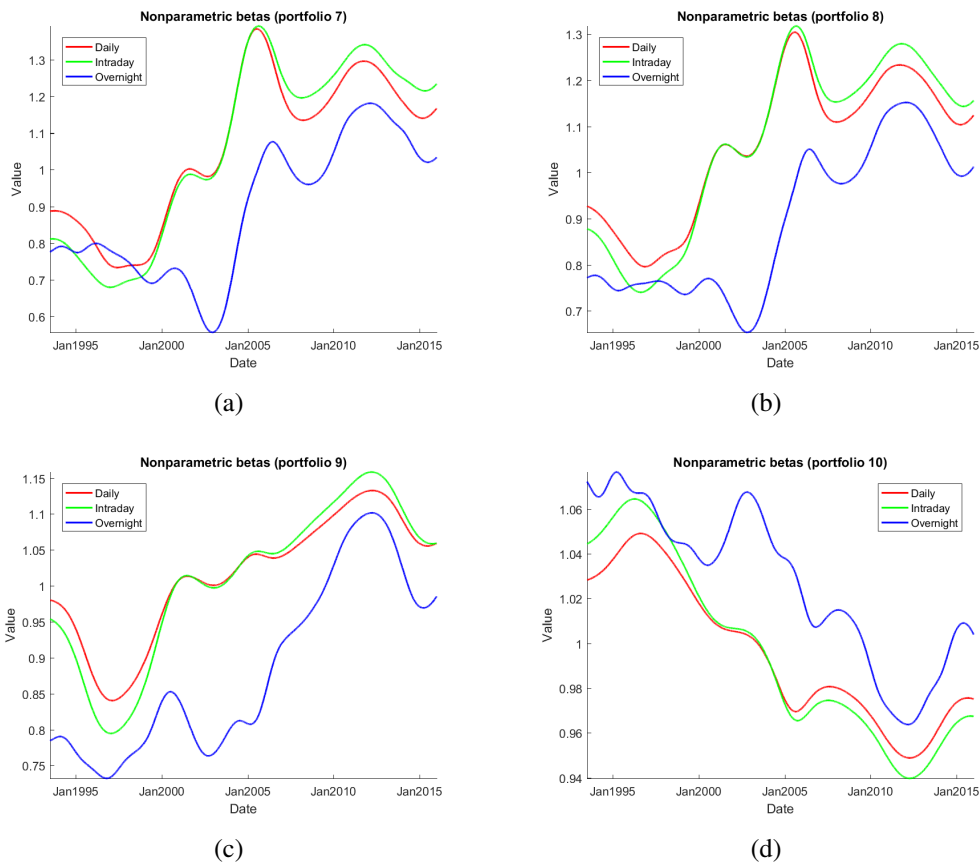 Nonparametric betas (portfolio 7)
Daily
Intraday
Overnight
1.3
1.2
1.1
1
0.9
0.8
0.7
0.6
Value
Jan1995 Jan2000 Jan2005 Jan2010 Jan2015
Date
(a)
Nonparametric betas (portfolio 8)
Daily
Intraday
Overnight
1.3
1.2
1.1
1
0.9
0.8
0.7
Value
Jan1995 Jan2000 Jan2005 Jan2010 Jan2015
Date
(b)
Nonparametric betas (portfolio 9)
Daily
Intraday
Overnight
1.15
1.1
1.05
1
0.95
0.9
0.85
0.8
0.75
Value
Jan1995 Jan2000 Jan2005 Jan2010 Jan2015
Date
(c)
Nonparametric betas (portfolio 10)
Daily
Intraday
Overnight
1.06
1.04
1.02
1
0.98
0.96
0.94
Value
Jan1995 Jan2000 Jan2005 Jan2010 Jan2015
Date
(d)